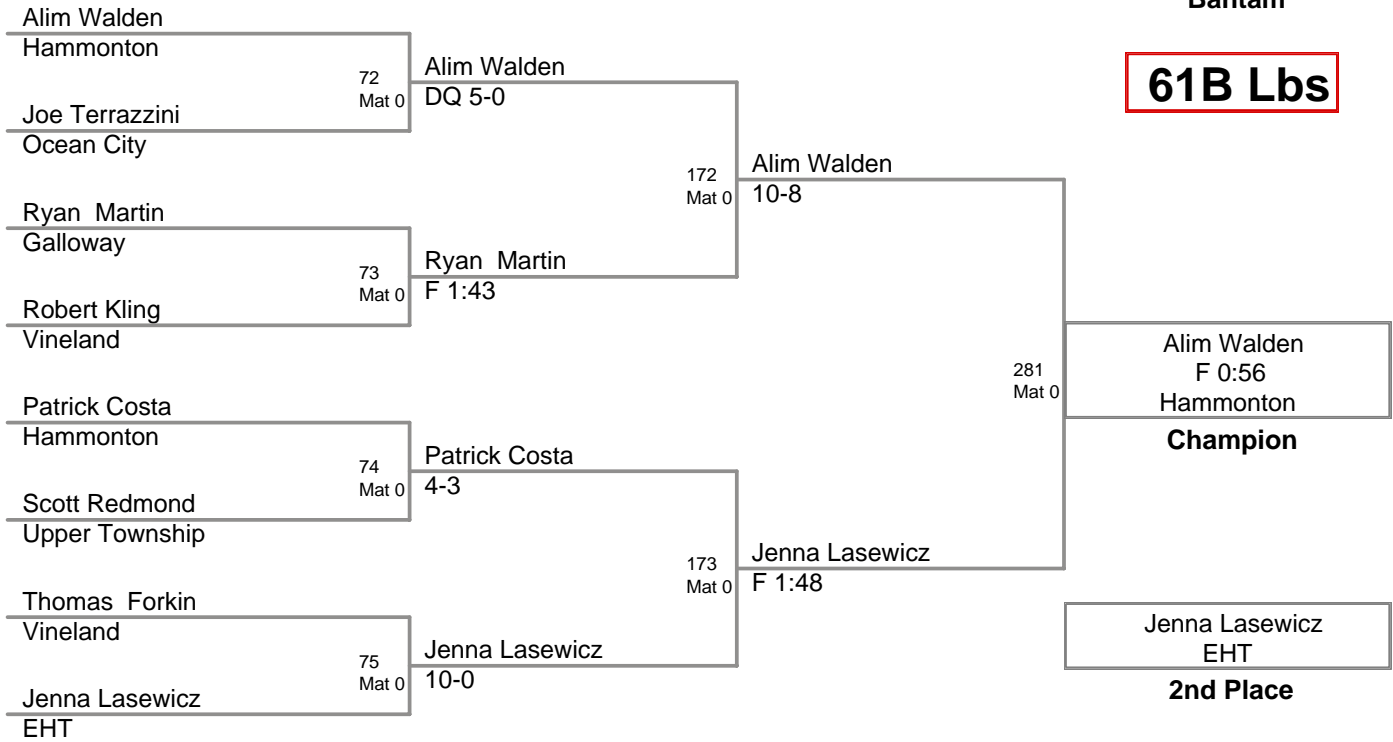 Bantam
61B Lbs
Alim Walden
Hammonton
72
Mat 0
Joe Terrazzini
Ocean City
Alim Walden
DQ 5-0
Ryan  Martin
Galloway
73
Mat 0
Robert Kling
Vineland
Ryan  Martin
F 1:43
172
Mat 0
Alim Walden
10-8
Patrick Costa
Hammonton
74
Mat 0
Scott Redmond
Upper Township
Patrick Costa
4-3
Thomas  Forkin
Vineland
75
Mat 0
Jenna Lasewicz
EHT
Jenna Lasewicz
10-0
173
Mat 0
Jenna Lasewicz
F 1:48
281
Mat 0
Alim Walden
F 0:56
Hammonton
Champion
Jenna Lasewicz
EHT
2nd Place